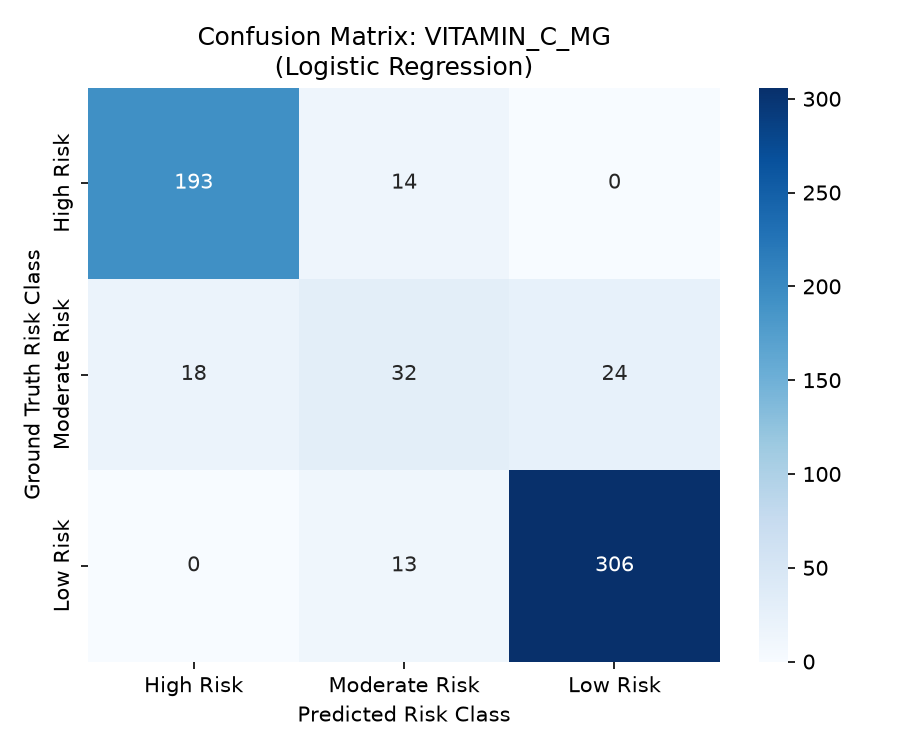 Confusion Matrix: VITAMIN_C_MG
(Logistic Regression)
Ground Truth Risk Class
High Risk
193
14
0
Moderate Risk
18
32
24
Low Risk
0
13
306
High Risk
Moderate Risk
Low Risk
Predicted Risk Class
300
250
200
150
100
50
0